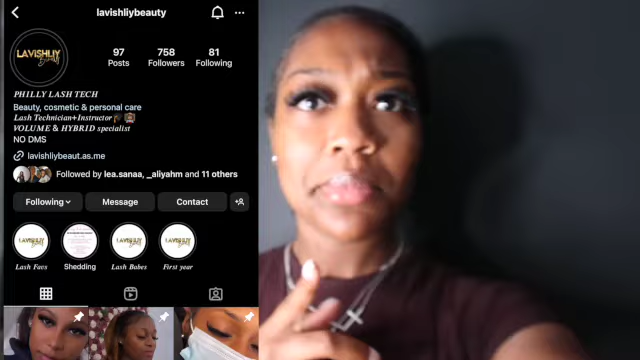 lavishliybeauty
LAVISHLIY
Beauty
97 758 81
Posts Followers Following
PHILLY LASH TECH
Beauty, cosmetic & personal care
Lash Technician+Instructor
VOLUME & HYBRID specialist
NO DMS
lavishliybeaut.as.me
Followed by lea.sanaa, _aliyahm and 11 others
Following Message Contact
Lash Favs Shedding Lash Babes First year